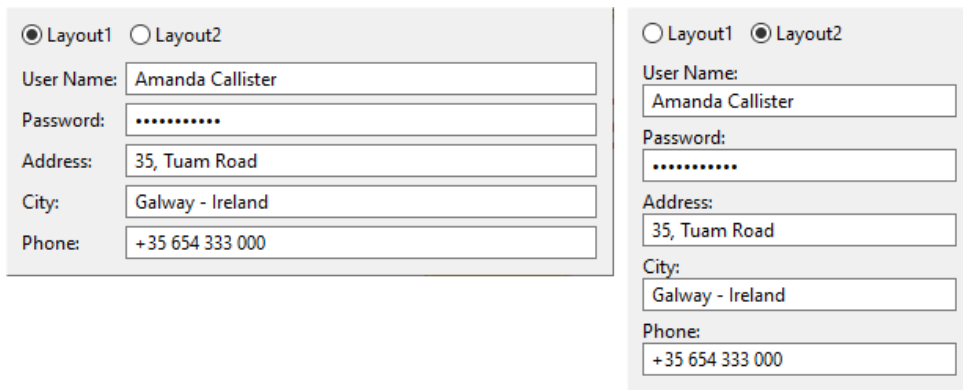 Layout1 Layout2
User Name: Amanda Callister
Password: •••••••••••
Address: 35, Tuam Road
City: Galway - Ireland
Phone: +35 654 333 000
Layout1 Layout2
User Name:
Amanda Callister
Password:
•••••••••••
Address:
35, Tuam Road
City:
Galway - Ireland
Phone:
+35 654 333 000